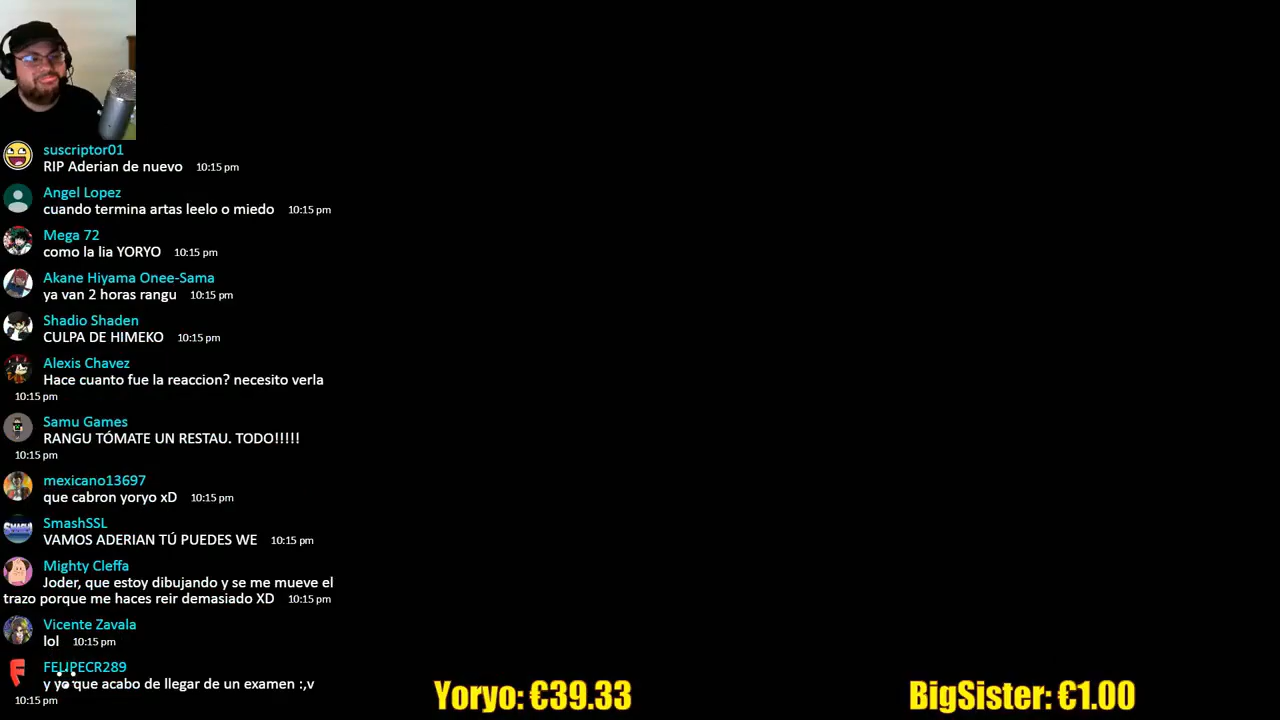 suscriptor01
RIP Aderian de nuevo 10:15 pm
Angel Lopez
cuando termina artas leelo o miedo 10:15 pm
Mega 72
como la lia YORYO 10:15 pm
Akane Hiyama Onee-Sama
ya van 2 horas rangu 10:15 pm
Shadio Shaden
CULPA DE HIMEKO 10:15 pm
Alexis Chavez
Hace cuanto fue la reaccion? necesito verla
10:15 pm
Samu Games
RANGU TÓMATE UN RESTAU. TODO!!!!!
10:15 pm
mexicano13697
que cabron yoryo xD 10:15 pm
SmashSSL
VAMOS ADERIAN TÚ PUEDES WE 10:15 pm
Mighty Cleffa
Joder, que estoy dibujando y se me mueve el
trazo porque me haces reir demasiado XD 10:15 pm
Vicente Zavala
lol 10:15 pm
FELIPECR289
y yo que acabo de llegar de un examen :,v
10:15 pm
Yoryo: €39.33 BigSister: €1.00